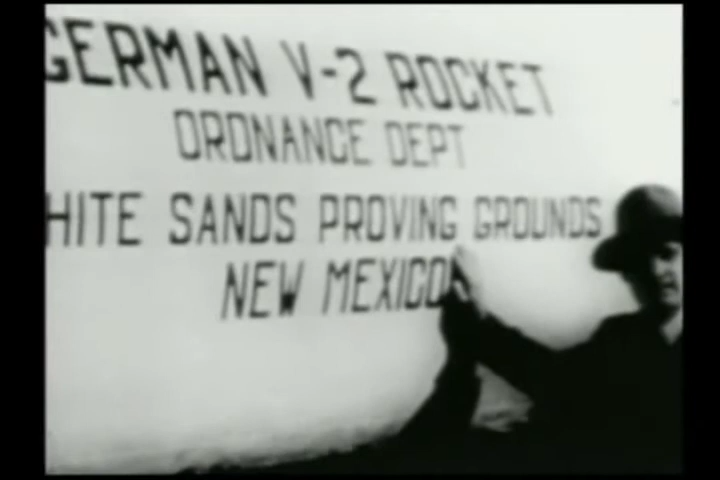 GERMAN V-2 ROCKET
ORDNANCE DEPT
HITE SANDS PROVING GROUNDS
NEW MEXICO